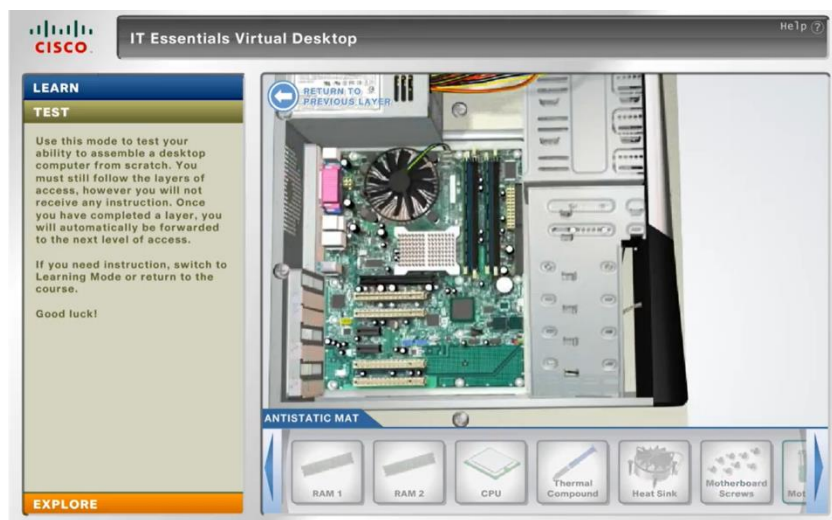 CISCO
IT Essentials Virtual Desktop
Help ?
LEARN
TEST
Use this mode to test your
ability to assemble a desktop
computer from scratch. You
must still follow the layers of
access, however you will not
receive any instruction. Once
you have completed a layer, you
will automatically be forwarded
to the next level of access.
If you need instruction, switch to
Learning Mode or return to the
course.
Good luck!
EXPLORE
RETURN TO
PREVIOUS LAYER
ANTISTATIC MAT
RAM 1
RAM 2
CPU
Thermal
Compound
Heat Sink
Motherboard
Screws
Mot